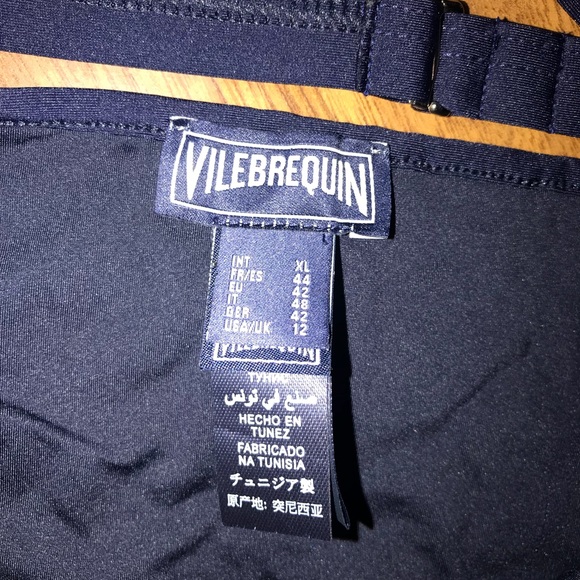 VILEBREQUIN
INT XL
FR/ES 44
EU 42
IT 48
GER 42
USA/UK 12
VILEBREQUIN
صنع في تونس
HECHO EN
TUNEZ
FABRICADO
NA TUNISIA
チュニジア製
原产地: 突尼西亚